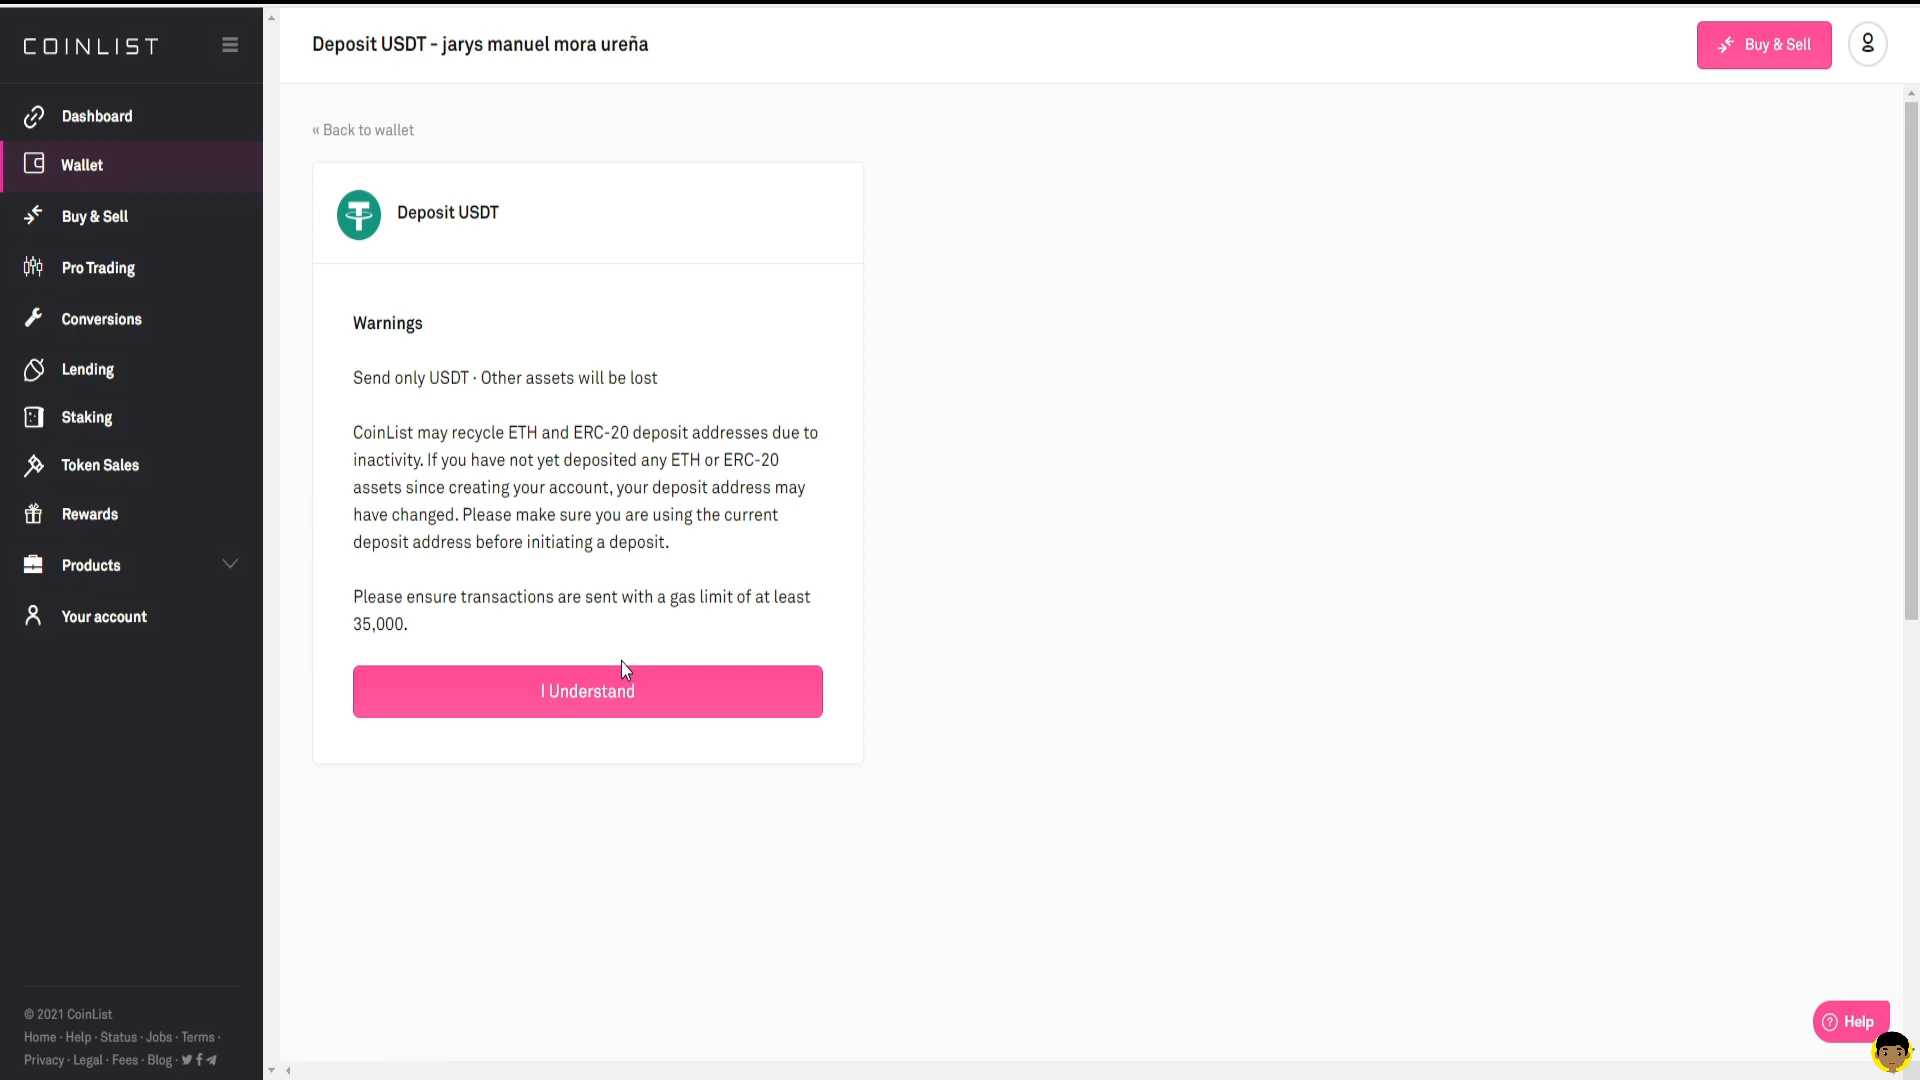 COINLIST
Deposit USDT - jarys manuel mora ureña
Buy & Sell
Dashboard
Wallet
Buy & Sell
Pro Trading
Conversions
Lending
Staking
Token Sales
Rewards
Products
Your account
« Back to wallet
Deposit USDT
Warnings
Send only USDT · Other assets will be lost
CoinList may recycle ETH and ERC-20 deposit addresses due to
inactivity. If you have not yet deposited any ETH or ERC-20
assets since creating your account, your deposit address may
have changed. Please make sure you are using the current
deposit address before initiating a deposit.
Please ensure transactions are sent with a gas limit of at least
35,000.
I Understand
© 2021 CoinList
Home · Help · Status · Jobs · Terms ·
Privacy · Legal · Fees · Blog ·
Help